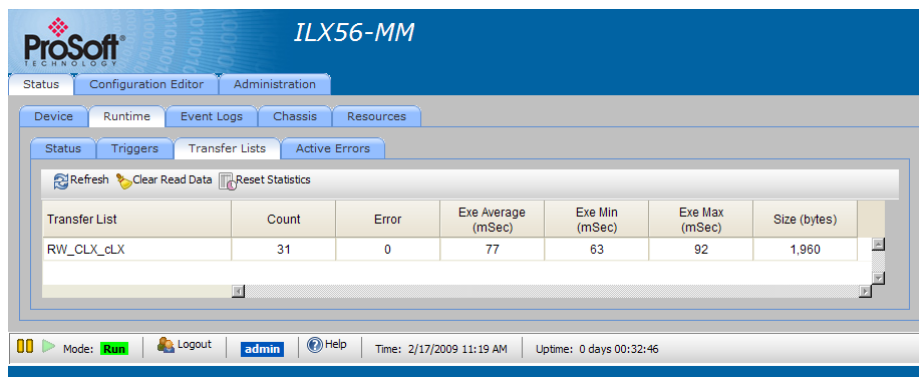 ProSoft®
TECHNOLOGY
ILX56-MM
Status Configuration Editor Administration
Device Runtime Event Logs Chassis Resources
Status Triggers Transfer Lists Active Errors
Refresh Clear Read Data Reset Statistics
Transfer List Count Error Exe Average (mSec) Exe Min (mSec) Exe Max (mSec) Size (bytes)
RW_CLX_cLX 31 0 77 63 92 1,960
Mode: Run Logout admin Help Time: 2/17/2009 11:19 AM Uptime: 0 days 00:32:46